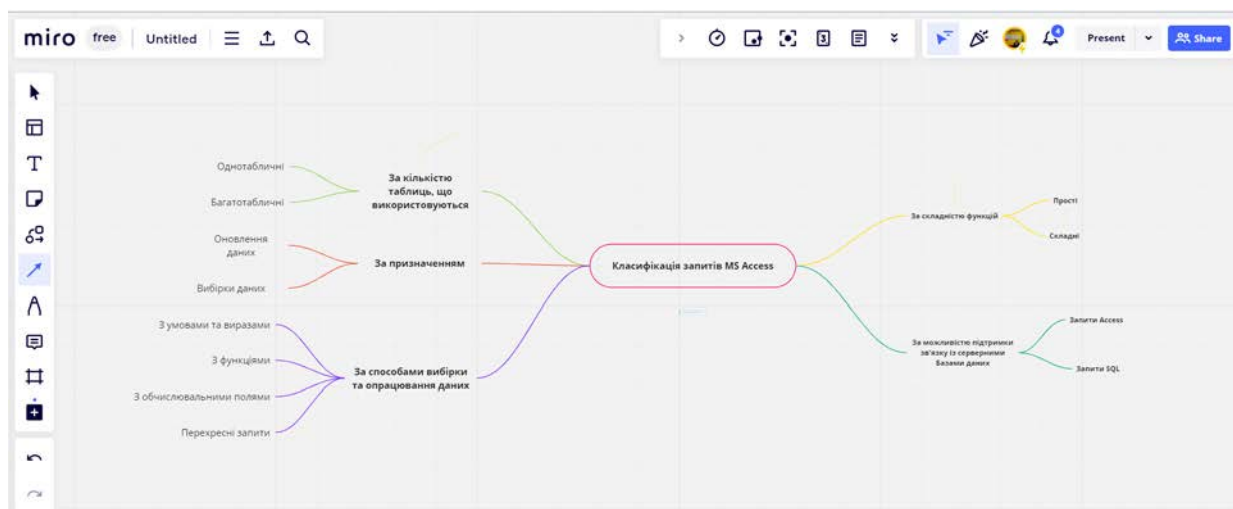 miro free Untitled
3
4
Present
Share
Однотабличні
Багатотабличні
За кількістю
таблиць, що
використовуються
Оновлення
даних
Вибірки даних
За призначенням
З умовами та виразами
З функціями
З обчислювальними полями
Перехресні запити
За способами вибірки
та опрацювання даних
Класифікація запитів MS Access
За складністю функцій
Прості
Складні
За можливістю підтримки
зв'язку із серверними
Базами даних
Запити Access
Запити SQL